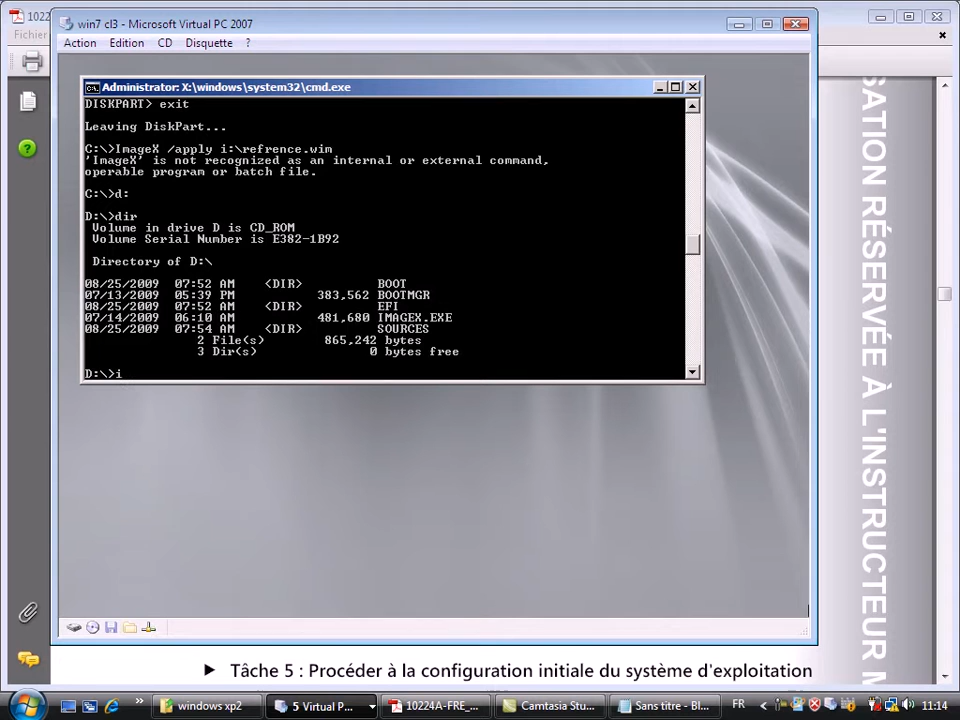 1022
win7 cl3 - Microsoft Virtual PC 2007
Fichier
Action Edition CD Disquette ?
Administrator: X:\windows\system32\cmd.exe
DISKPART> exit
Leaving DiskPart...
C:\>ImageX /apply i:\refrence.wim
'ImageX' is not recognized as an internal or external command,
operable program or batch file.
C:\>d:
D:\>dir
Volume in drive D is CD_ROM
Volume Serial Number is E382-1B92
Directory of D:\
08/25/2009 07:52 AM <DIR> BOOT
07/13/2009 05:39 PM 383,562 BOOTMGR
08/25/2009 07:52 AM <DIR> EFI
07/14/2009 06:10 AM 481,680 IMAGEX.EXE
08/25/2009 07:54 AM <DIR> SOURCES
2 File(s) 865,242 bytes
3 Dir(s) 0 bytes free
D:\>i
SATION RÉSERVÉE À L'INSTRUCTEUR M
► Tâche 5 : Procéder à la configuration initiale du système d'exploitation
windows xp2
5 Virtual P...
10224A-FRE_...
Camtasia Stu...
Sans titre - Bl...
FR
11:14